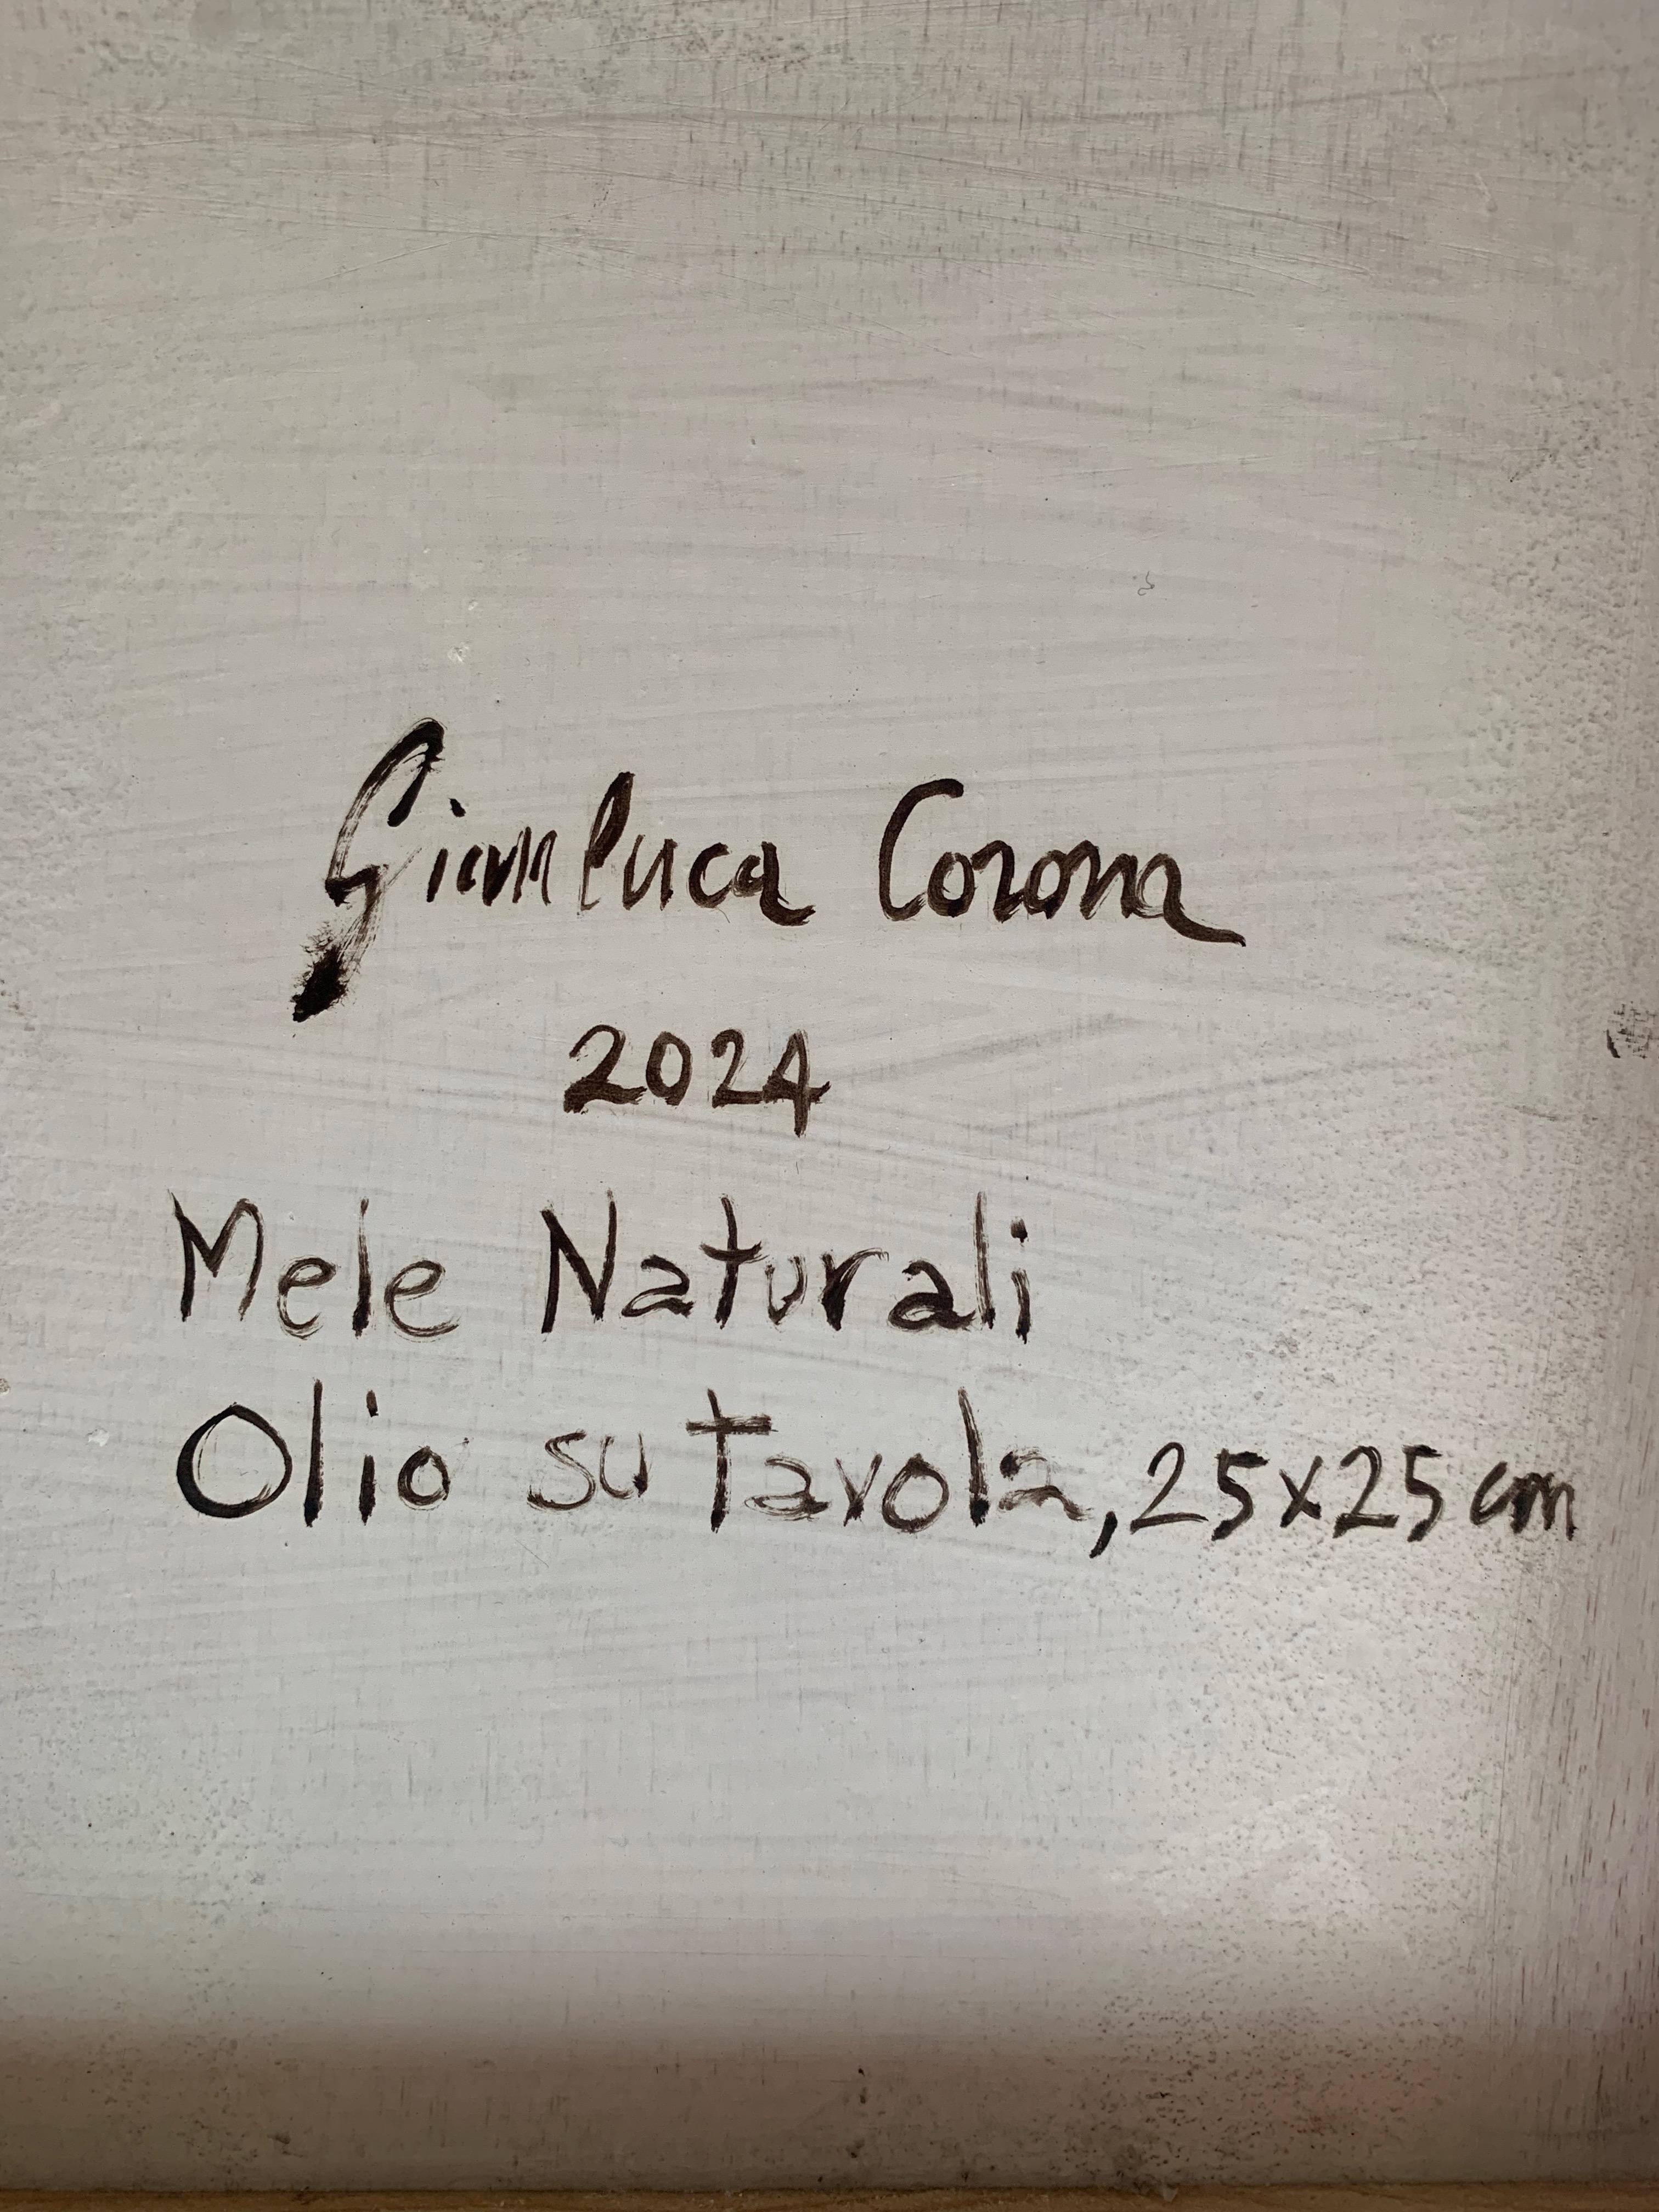 Gianluca Corona
2024
Mele Naturali
Olio su Tavola, 25x25 cm